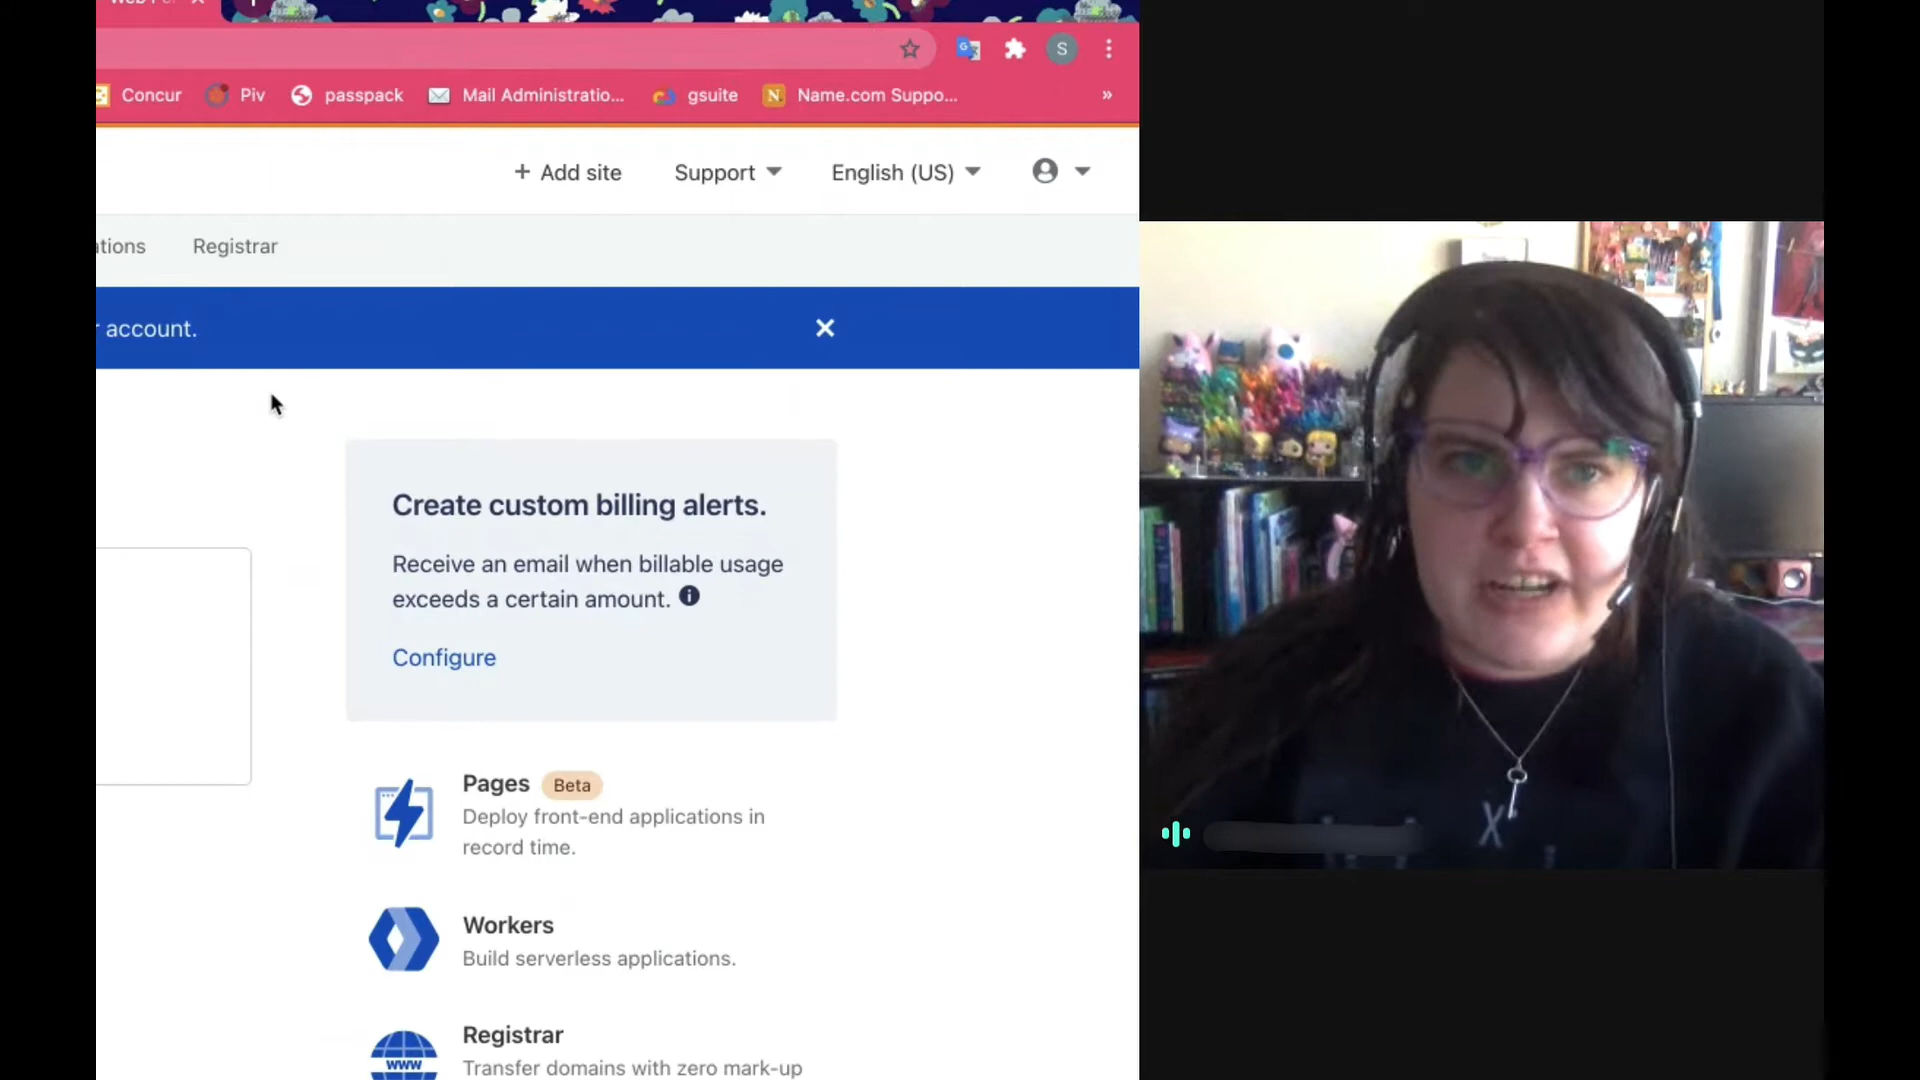 Concur
Piv
passpack
Mail Administratio...
gsuite
Name.com Suppo...
»
S
+ Add site
Support
English (US)
ations
Registrar
account.
Create custom billing alerts.
Receive an email when billable usage
exceeds a certain amount.
Configure
Pages Beta
Deploy front-end applications in
record time.
Workers
Build serverless applications.
WWW
Registrar
Transfer domains with zero mark-up
X